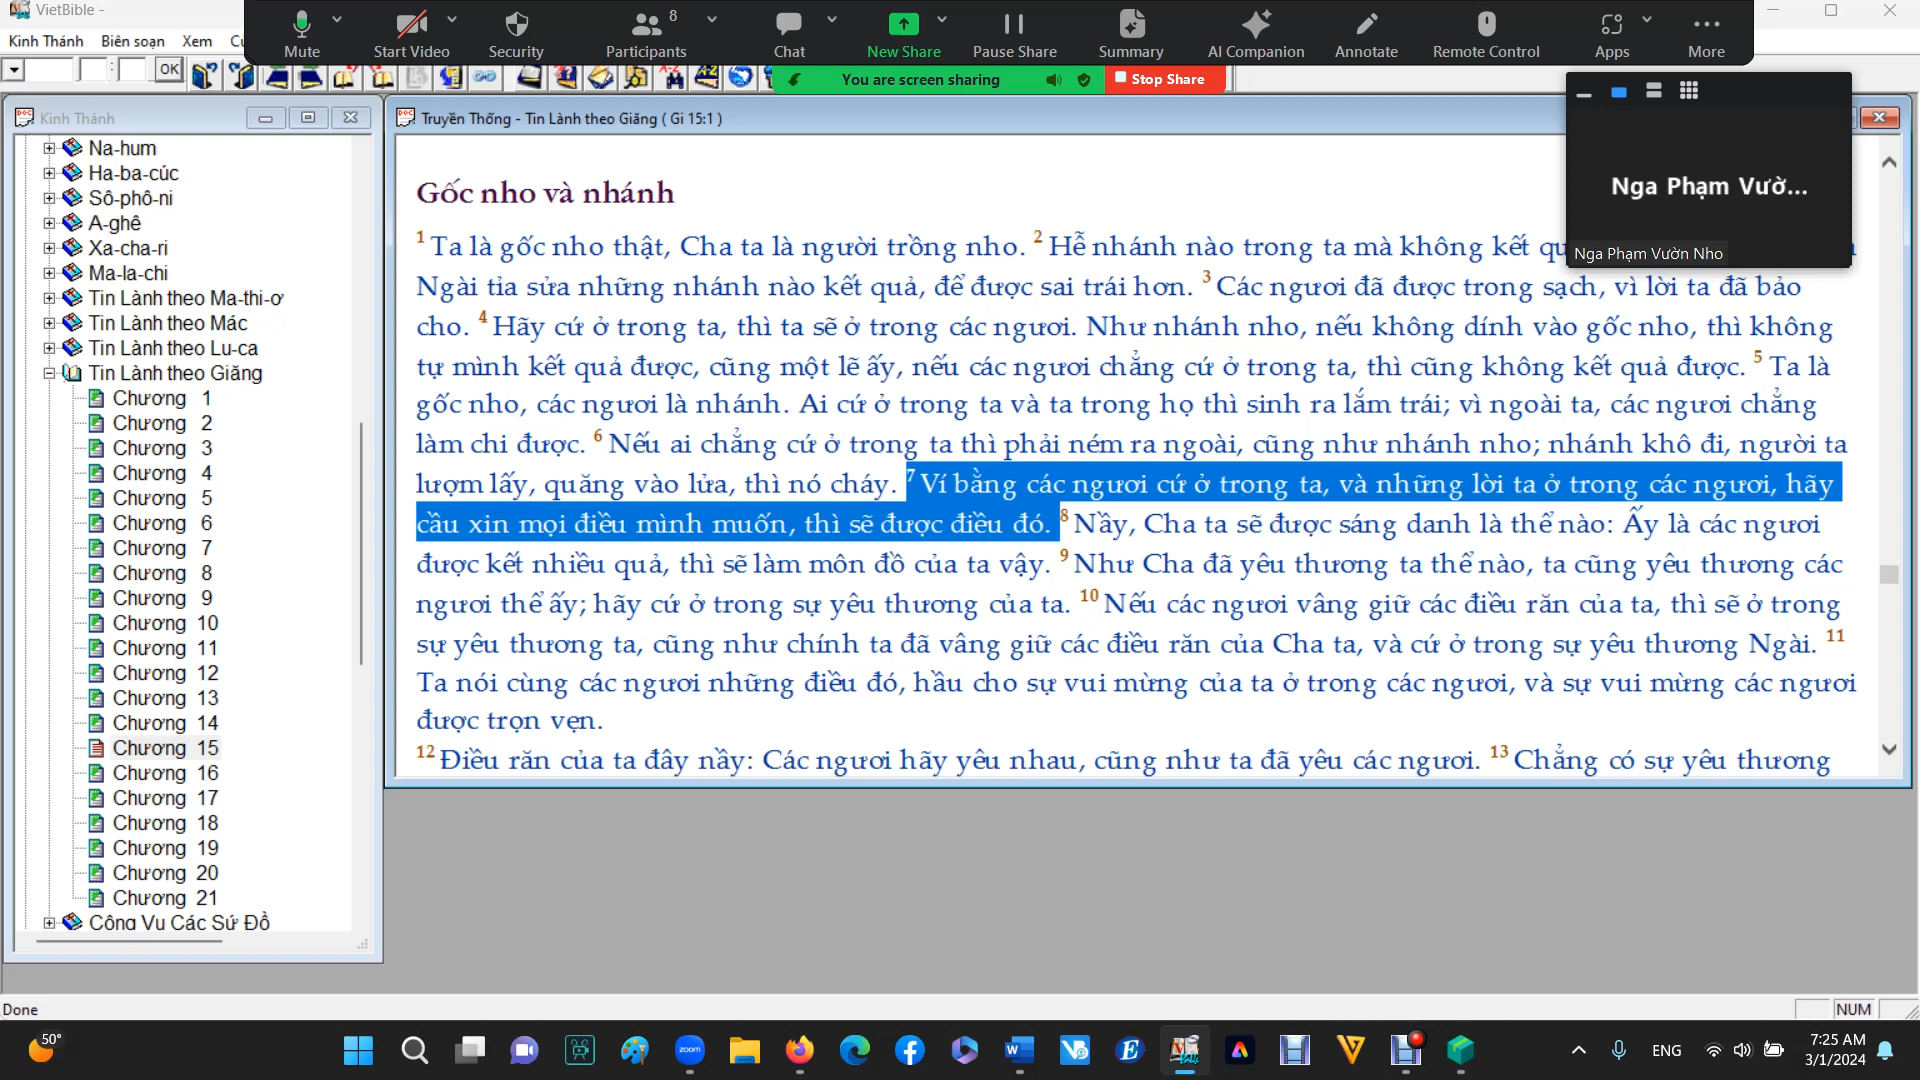 VietBible -
Kinh Thánh Biên soạn Xem
OK
Mute
Start Video
Security
Participants
8
Chat
New Share
Pause Share
Summary
AI Companion
Annotate
Remote Control
Apps
More
You are screen sharing
Stop Share
Nga Phạm Vườ...
Nga Phạm Vườn Nho
Kinh Thánh
Na-hum
Ha-ba-cúc
Sô-phô-ni
A-ghê
Xa-cha-ri
Ma-la-chi
Tin Lành theo Ma-thi-ơ
Tin Lành theo Mác
Tin Lành theo Lu-ca
Tin Lành theo Giăng
Chương 1
Chương 2
Chương 3
Chương 4
Chương 5
Chương 6
Chương 7
Chương 8
Chương 9
Chương 10
Chương 11
Chương 12
Chương 13
Chương 14
Chương 15
Chương 16
Chương 17
Chương 18
Chương 19
Chương 20
Chương 21
Công Vụ Các Sứ Đồ
Truyền Thống - Tin Lành theo Giăng ( Gi 15:1 )
Gốc nho và nhánh
1 Ta là gốc nho thật, Cha ta là người trồng nho. 2 Hễ nhánh nào trong ta mà không kết
Ngài tỉa sửa những nhánh nào kết quả, để được sai trái hơn. 3 Các ngươi đã được trong sạch, vì lời ta đã bảo
cho. 4 Hãy cứ ở trong ta, thì ta sẽ ở trong các ngươi. Như nhánh nho, nếu không dính vào gốc nho, thì không
tự mình kết quả được, cũng một lẽ ấy, nếu các ngươi chẳng cứ ở trong ta, thì cũng không kết quả được. 5 Ta là
gốc nho, các ngươi là nhánh. Ai cứ ở trong ta và ta trong họ thì sinh ra lắm trái; vì ngoài ta, các ngươi chẳng
làm chi được. 6 Nếu ai chẳng cứ ở trong ta thì phải ném ra ngoài, cũng như nhánh nho; nhánh khô đi, người ta
lượm lấy, quăng vào lửa, thì nó cháy. 7 Ví bằng các ngươi cứ ở trong ta, và những lời ta ở trong các ngươi, hãy
cầu xin mọi điều mình muốn, thì sẽ được điều đó. 8 Nầy, Cha ta sẽ được sáng danh là thể nào: Ấy là các ngươi
được kết nhiều quả, thì sẽ làm môn đồ của ta vậy. 9 Như Cha đã yêu thương ta thể nào, ta cũng yêu thương các
ngươi thể ấy; hãy cứ ở trong sự yêu thương của ta. 10 Nếu các ngươi vâng giữ các điều răn của ta, thì sẽ ở trong
sự yêu thương ta, cũng như chính ta đã vâng giữ các điều răn của Cha ta, và cứ ở trong sự yêu thương Ngài. 11
Ta nói cùng các ngươi những điều đó, hầu cho sự vui mừng của ta ở trong các ngươi, và sự vui mừng các ngươi
được trọn vẹn.
12 Điều răn của ta đây nầy: Các ngươi hãy yêu nhau, cũng như ta đã yêu các ngươi. 13 Chẳng có sự yêu thương
Done
NUM
50°
zoom
ENG
7:25 AM
3/1/2024